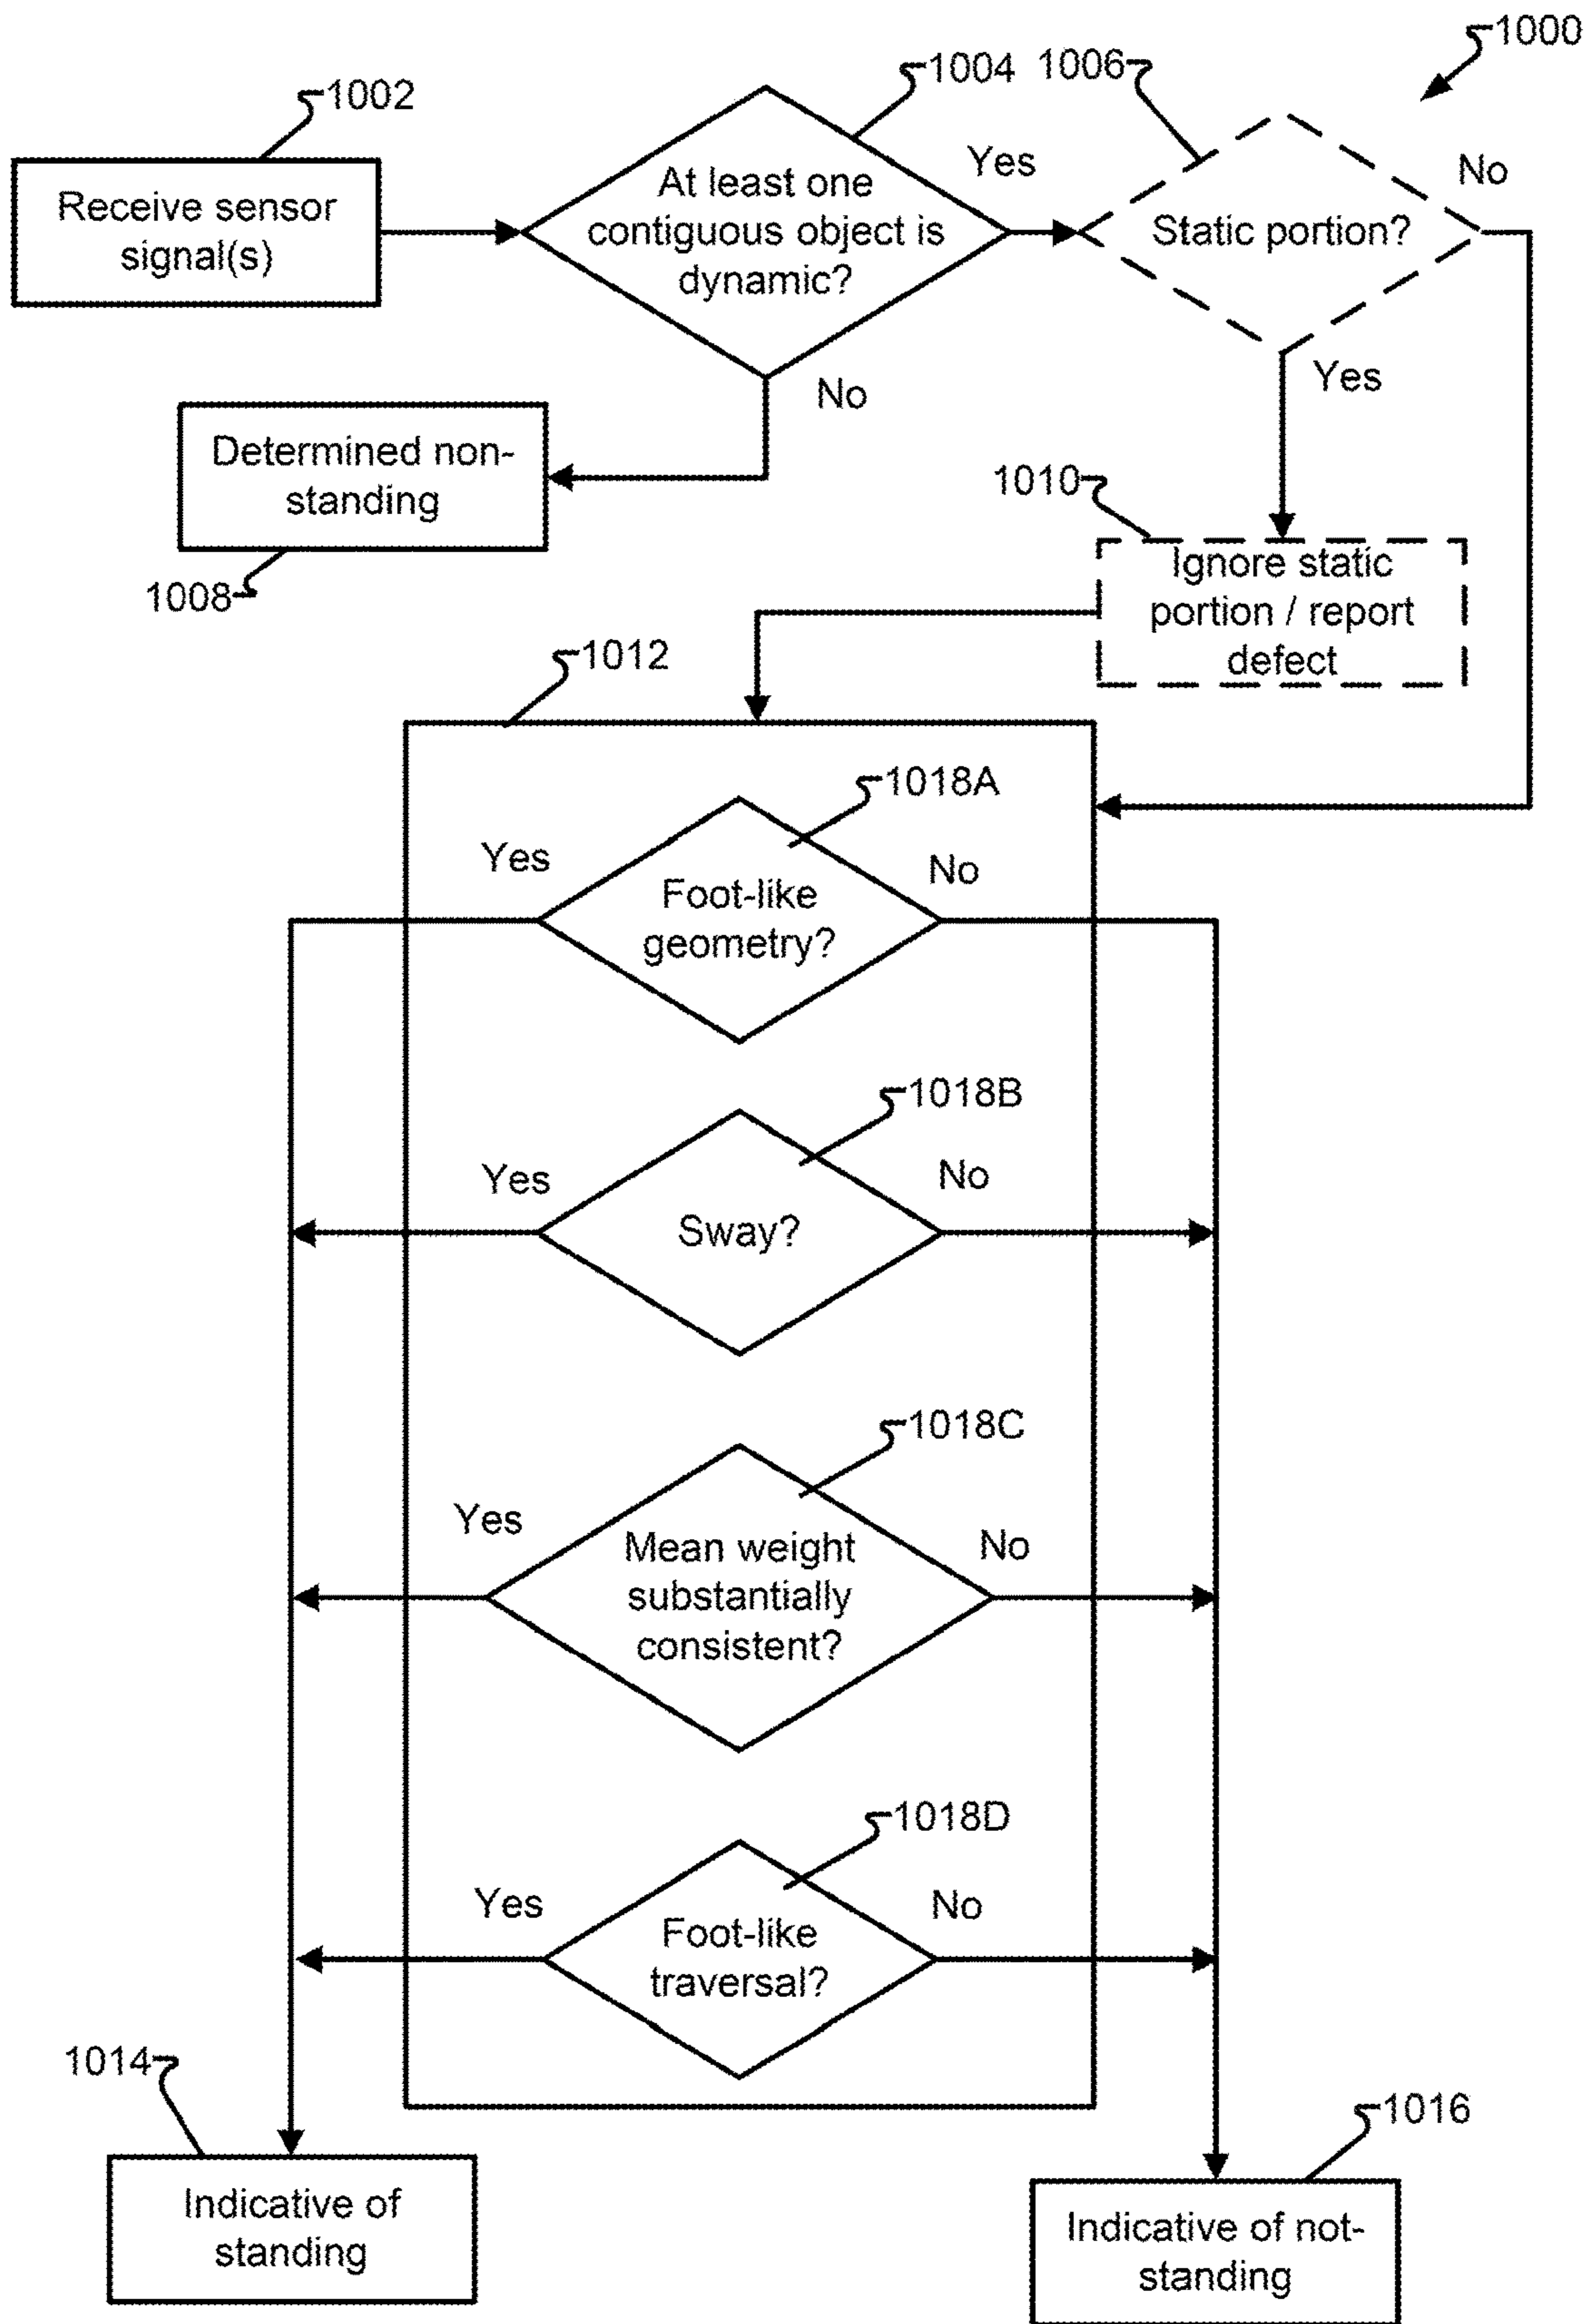 1000
1002
1004
1006
Receive sensor
signal(s)
At least one
contiguous object is
dynamic?
Yes
Static portion?
No
No
Yes
Determined non-
standing
1008
1010
Ignore static
portion / report
defect
1012
1018A
Yes
No
Foot-like
geometry?
1018B
Yes
No
Sway?
1018C
Yes
No
Mean weight
substantially
consistent?
1018D
Yes
No
Foot-like
traversal?
1014
1016
Indicative of
standing
Indicative of not-
standing